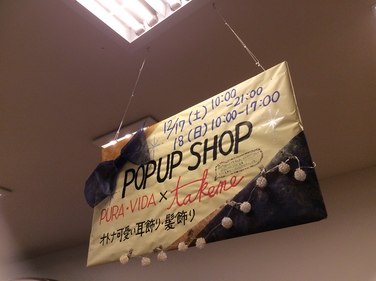 12/17(土)10:00
-21:00
18(日)10:00-17:00
POPUP SHOP
PURA・VIDA × takeme
オトナ可愛い耳飾り・髪飾り